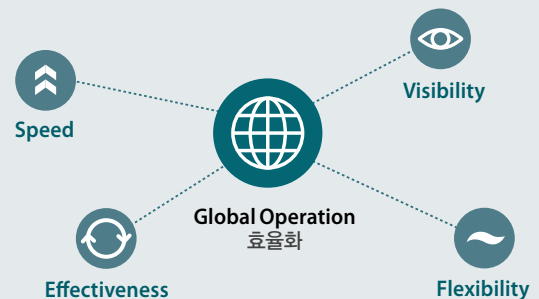 Visibility
Speed
Global Operation
효율화
Effectiveness
Flexibility